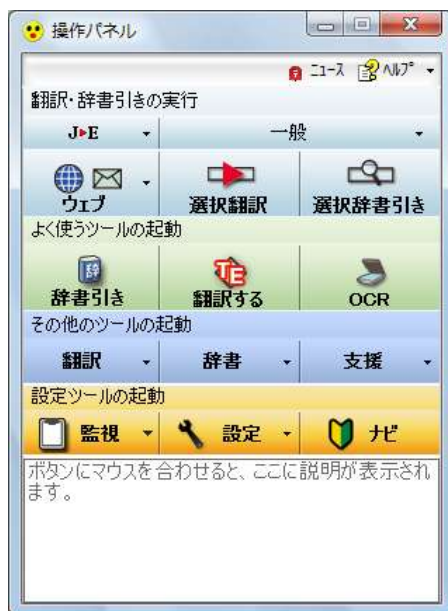 操作パネル
ニュース ヘルプ
翻訳・辞書引きの実行
J▶E 一般
ウェブ 選択翻訳 選択辞書引き
よく使うツールの起動
辞
TE
辞書引き 翻訳する OCR
その他のツールの起動
翻訳 辞書 支援
設定ツールの起動
監視 設定 ナビ
ボタンにマウスを合わせると、ここに説明が表示され
ます。